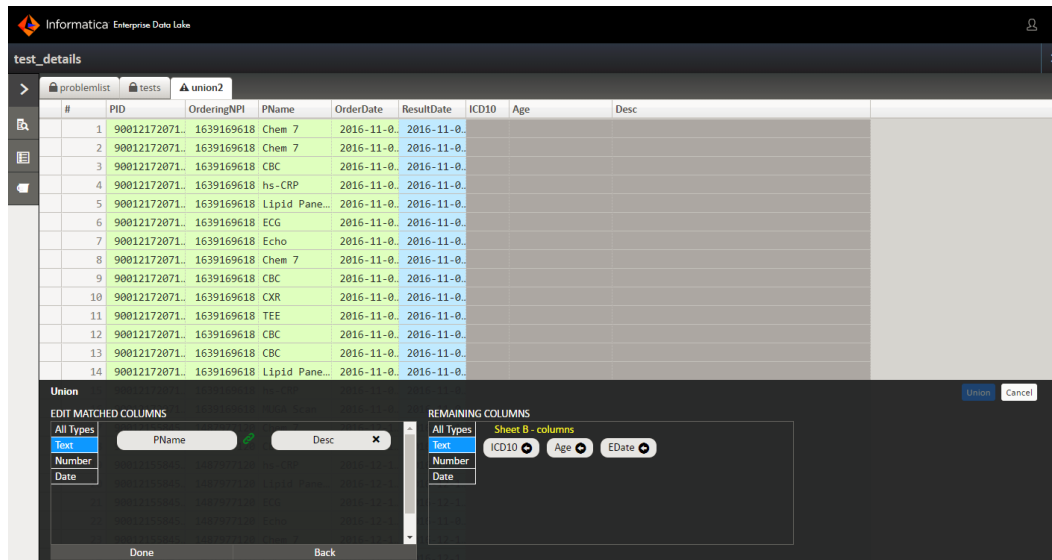 Informatica Enterprise Data Lake
test_details
problemlist tests union2
# PID OrderingNPI PName OrderDate ResultDate ICD10 Age Desc
1 90012172071.. 1639169618 Chem 7 2016-11-0.. 2016-11-0..
2 90012172071.. 1639169618 Chem 7 2016-11-0.. 2016-11-0..
3 90012172071.. 1639169618 CBC 2016-11-0.. 2016-11-0..
4 90012172071.. 1639169618 hs-CRP 2016-11-0.. 2016-11-0..
5 90012172071.. 1639169618 Lipid Pane... 2016-11-0.. 2016-11-0..
6 90012172071.. 1639169618 ECG 2016-11-0.. 2016-11-0..
7 90012172071.. 1639169618 Echo 2016-11-0.. 2016-11-0..
8 90012172071.. 1639169618 Chem 7 2016-11-0.. 2016-11-0..
9 90012172071.. 1639169618 CBC 2016-11-0.. 2016-11-0..
10 90012172071.. 1639169618 CXR 2016-11-0.. 2016-11-0..
11 90012172071.. 1639169618 TEE 2016-11-0.. 2016-11-0..
12 90012172071.. 1639169618 CBC 2016-11-0.. 2016-11-0..
13 90012172071.. 1639169618 CBC 2016-11-0.. 2016-11-0..
14 90012172071.. 1639169618 Lipid Pane... 2016-11-0.. 2016-11-0..
Union Union Cancel
EDIT MATCHED COLUMNS REMAINING COLUMNS
All Types All Types Sheet B - columns
Text PName Desc Text ICD10 Age EDate
Number Number
Date Date
Done Back